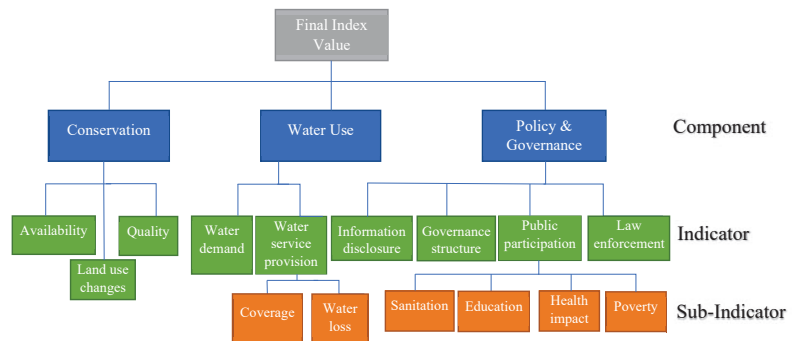 Final Index
Value
Conservation
Water Use
Policy &
Governance
Component
Availability
Land use
changes
Quality
Water
demand
Water
service
provision
Information
disclosure
Governance
structure
Public
participation
Law
enforcement
Indicator
Coverage
Water
loss
Sanitation
Education
Health
impact
Poverty
Sub-Indicator